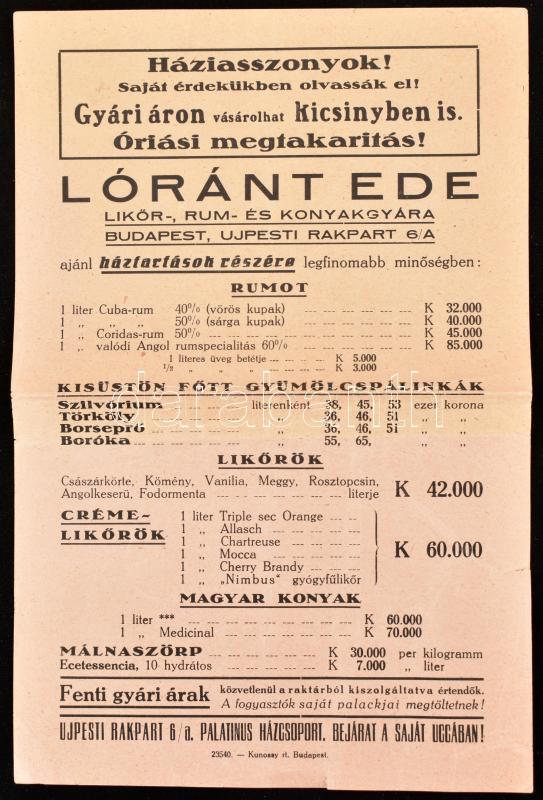 Háziasszonyok!
Saját érdekükben olvassák el!
Gyári áron vásárolhat kicsinyben is.
Óriási megtakaritás!
LÓRÁNT EDE
LIKŐR-, RUM- ÉS KONYAKGYÁRA
BUDAPEST, UJPESTI RAKPART 6/A
ajánl háztartások részére legfinomabb minőségben:
RUMOT
1 liter Cuba-rum 40% (vörös kupak) K 32.000
1 „ „ „ 50% (sárga kupak) K 40.000
1 „ Coridas-rum 50% K 45.000
1 „ valódi Angol rumspecialitás 60% K 85.000
1 literes üveg betétje K 5.000
1/2 „ „ „ K 3.000
KISÜSTÖN FŐTT GYÜMÖLCSPÁLINKÁK
Szilvórium literenként 38, 45, 53 ezer korona
Törköly „ 36, 46, 51 „ „
Borseprő „ 36, 46, 51 „ „
Boróka „ 55, 65, „ „
LIKŐRÖK
Császárkörte, Kömény, Vanilia, Meggy, Rosztopcsin,
Angolkeserű, Fodormenta literje K 42.000
CRÉME-
LIKŐRÖK
1 liter Triple sec Orange
1 „ Allasch
1 „ Chartreuse
1 „ Mocca
1 „ Cherry Brandy
1 „ „Nimbus" gyógyfűlikőr
K 60.000
MAGYAR KONYAK
1 liter *** K 60.000
1 „ Medicinal K 70.000
MÁLNASZÖRP K 30.000 per kilogramm
Ecetessencia, 10 hydrátos K 7.000 „ liter
Fenti gyári árak közvetlenül a raktárból kiszolgáltatva értendők.
A fogyasztók saját palackjai megtöltetnek!
UJPESTI RAKPART 6/a. PALATINUS HÁZCSOPORT, BEJÁRAT A SAJÁT UCCÁBAN!
23540. — Kunossy rt. Budapest.
darabanth